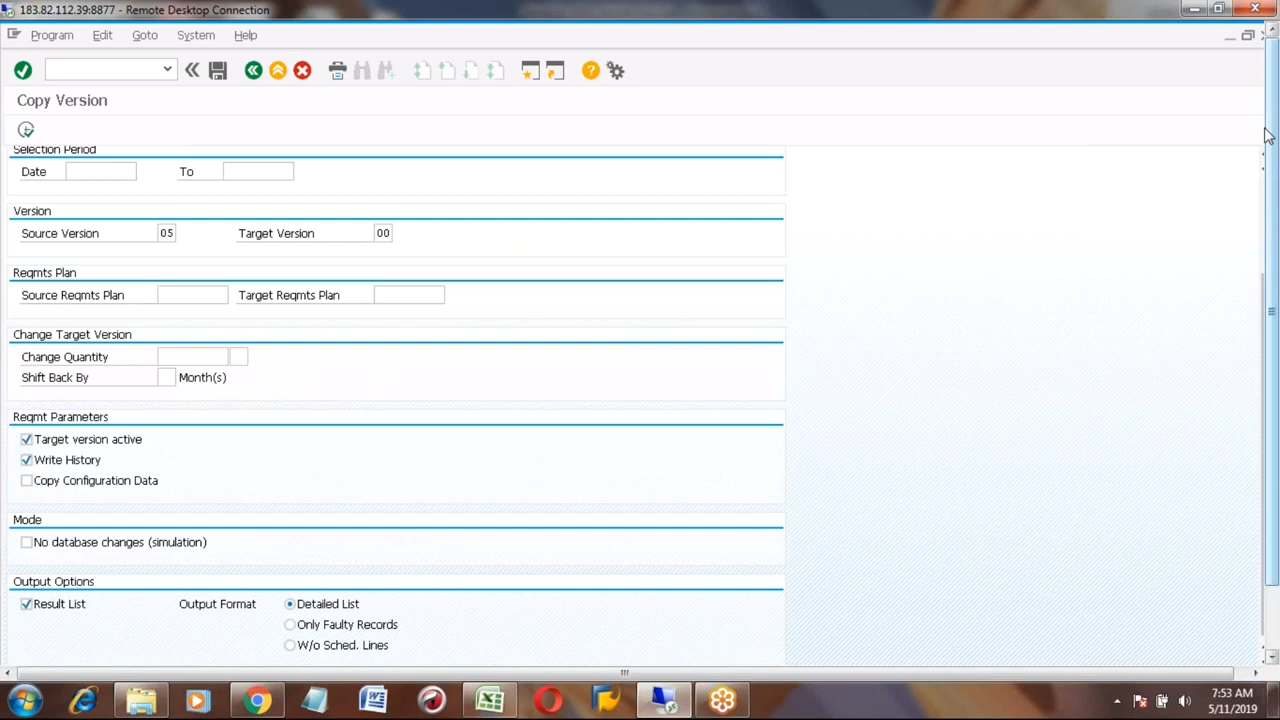 183.82.112.39:8877 - Remote Desktop Connection
Program Edit Goto System Help
Copy Version
Selection Period
Date To
Version
Source Version 05 Target Version 00
Reqmts Plan
Source Reqmts Plan Target Reqmts Plan
Change Target Version
Change Quantity
Shift Back By Month(s)
Reqmt Parameters
Target version active
Write History
Copy Configuration Data
Mode
No database changes (simulation)
Output Options
Result List Output Format Detailed List
Only Faulty Records
W/o Sched. Lines
7:53 AM
5/11/2019